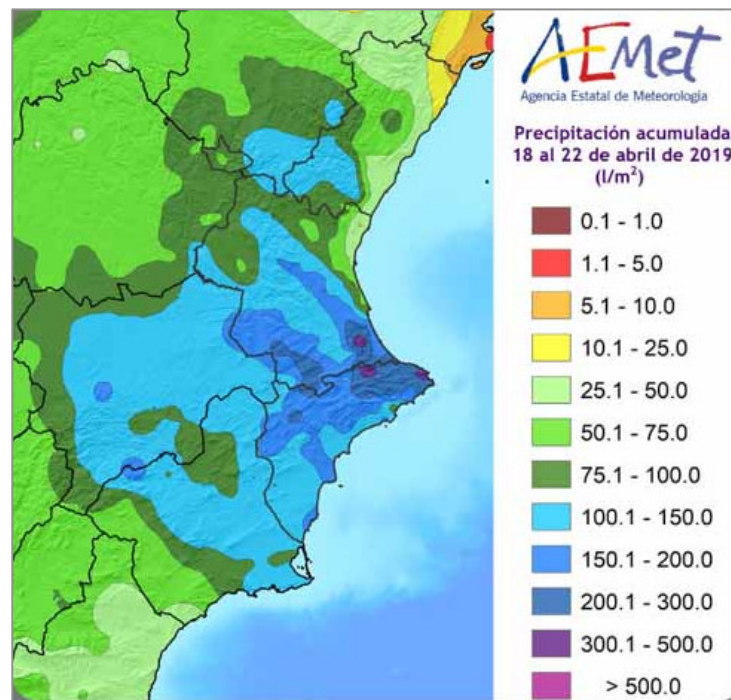 AEMet
Agencia Estatal de Meteorología
Precipitación acumulada
18 al 22 de abril de 2019
(l/m²)
0.1 - 1.0
1.1 - 5.0
5.1 - 10.0
10.1 - 25.0
25.1 - 50.0
50.1 - 75.0
75.1 - 100.0
100.1 - 150.0
150.1 - 200.0
200.1 - 300.0
300.1 - 500.0
> 500.0